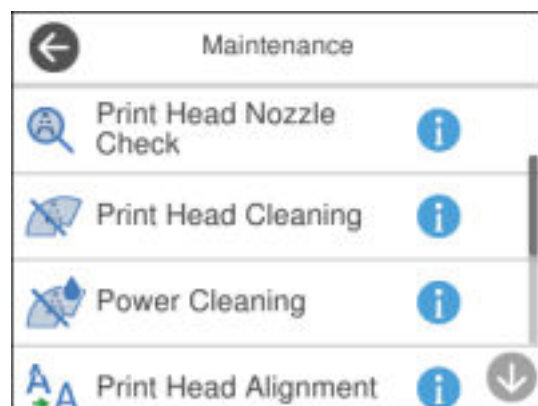 Maintenance
Print Head Nozzle
Check
Print Head Cleaning
Power Cleaning
Print Head Alignment